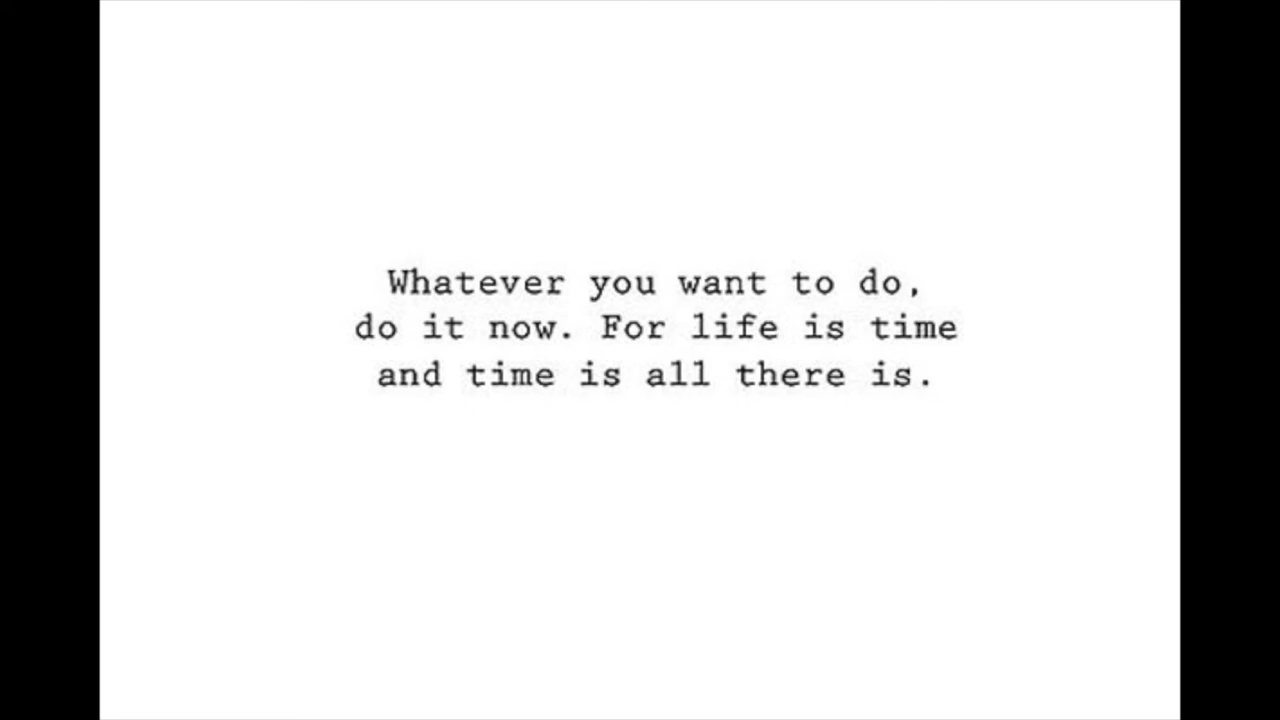 Whatever you want to do,
do it now. For life is time
and time is all there is.